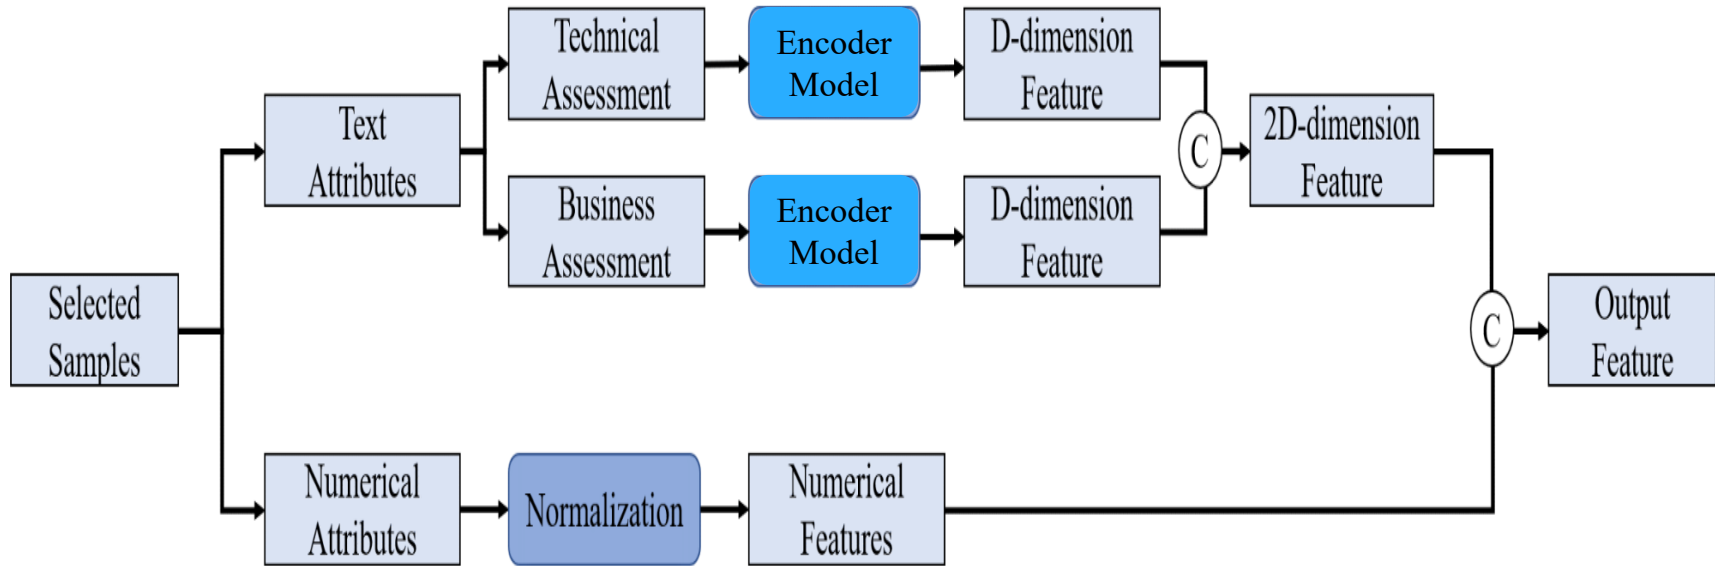 Technical
Assessment
Encoder
Model
D-dimension
Feature
Text
Attributes
C
2D-dimension
Feature
Business
Assessment
Encoder
Model
D-dimension
Feature
Selected
Samples
C
Output
Feature
Numerical
Attributes
Normalization
Numerical
Features